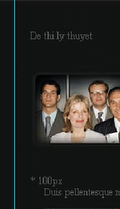 De thi ly thuyet
* 100px
Duis pellentesque m